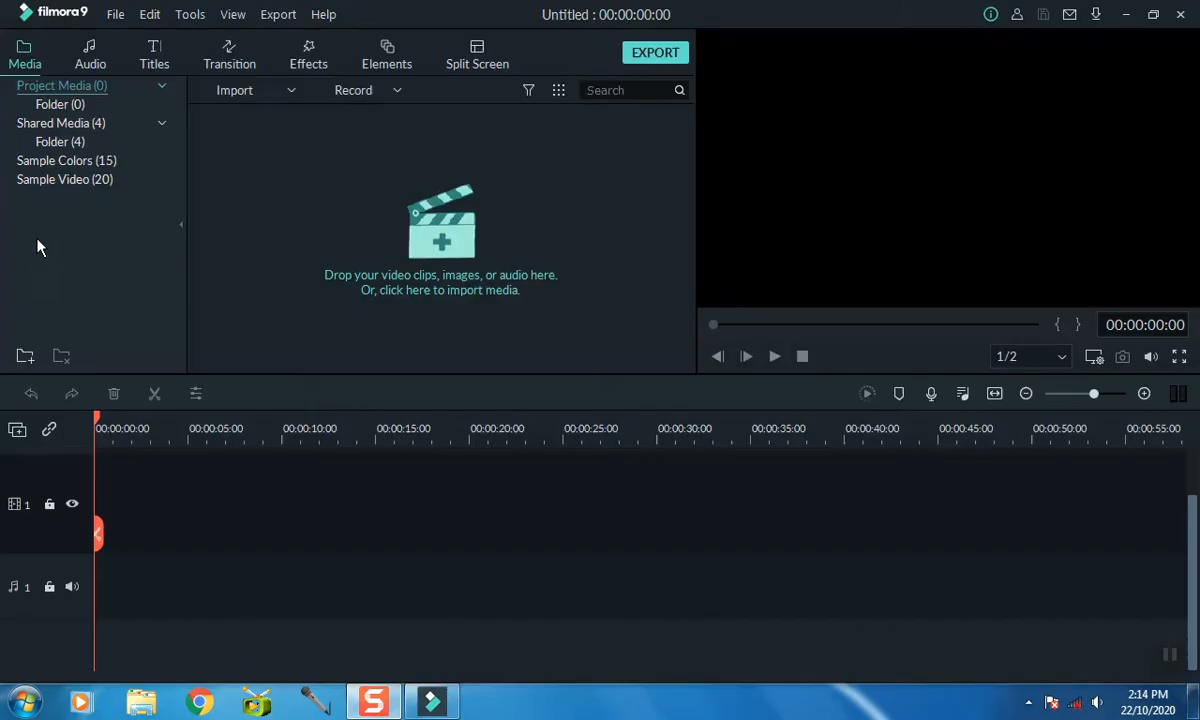 filmora9
File Edit Tools View Export Help
Untitled : 00:00:00:00
Media Audio Titles Transition Effects Elements Split Screen
EXPORT
Project Media (0)
Folder (0)
Shared Media (4)
Folder (4)
Sample Colors (15)
Sample Video (20)
Import Record Search
Drop your video clips, images, or audio here.
Or, click here to import media.
00:00:00:00
1/2
00:00:00:00 00:00:05:00 00:00:10:00 00:00:15:00 00:00:20:00 00:00:25:00 00:00:30:00 00:00:35:00 00:00:40:00 00:00:45:00 00:00:50:00 00:00:55:00
1
1
S
2:14 PM
22/10/2020